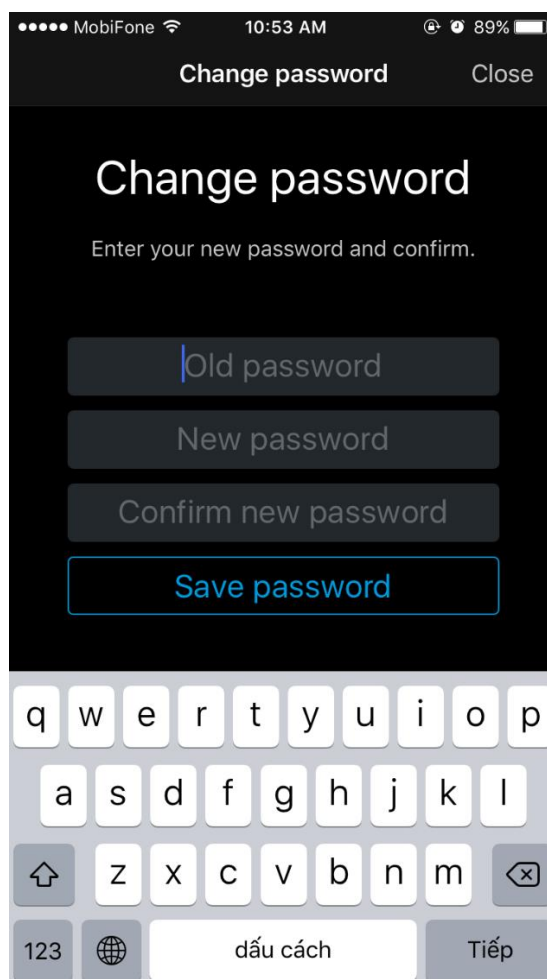 MobiFone 10:53 AM 89%
Change password Close
Change password
Enter your new password and confirm.
Old password
New password
Confirm new password
Save password
q w e r t y u i o p
a s d f g h j k l
z x c v b n m
123 dấu cách Tiếp